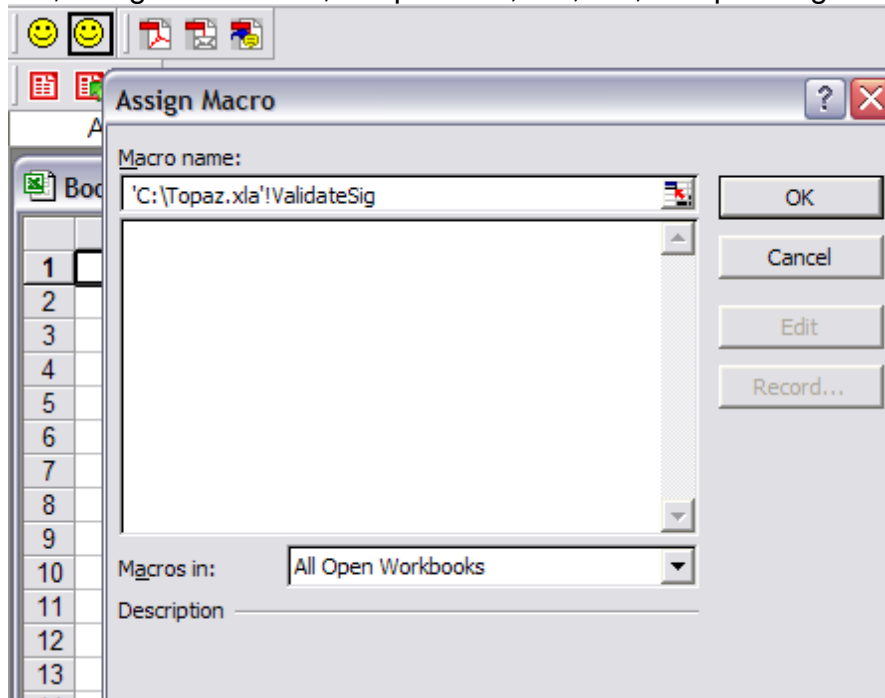 Assign Macro
A
Macro name:
Boo
'C:\Topaz.xla'!ValidateSig
OK
Cancel
Edit
Record...
1
2
3
4
5
6
7
8
9
10
11
12
13
Macros in:
All Open Workbooks
Description